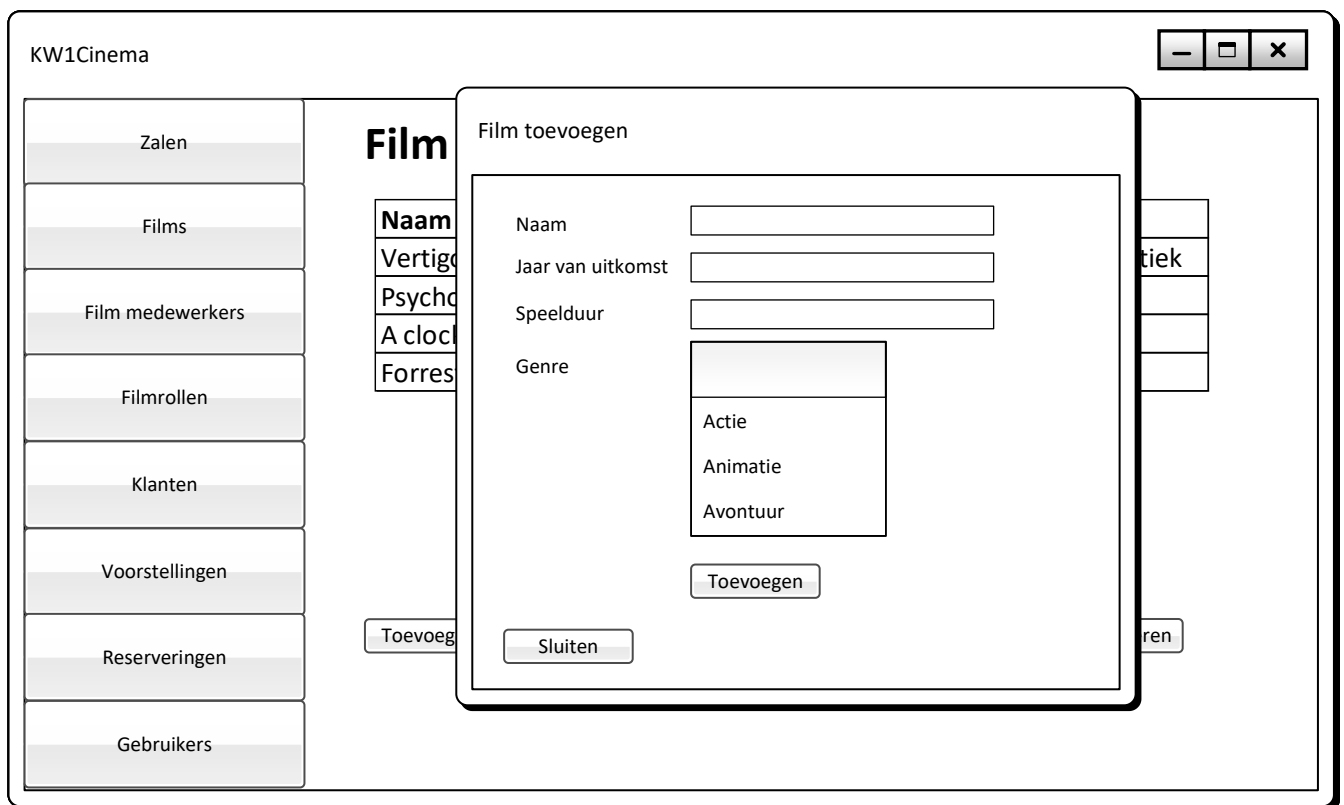 KW1Cinema
Zalen
Films
Film medewerkers
Filmrollen
Klanten
Voorstellingen
Reserveringen
Gebruikers
Film
Naam
Vertigo
tiek
Psycho
A clock
Forrest
Toevoeg
ren
Film toevoegen
Naam
Jaar van uitkomst
Speelduur
Genre
Actie
Animatie
Avontuur
Toevoegen
Sluiten